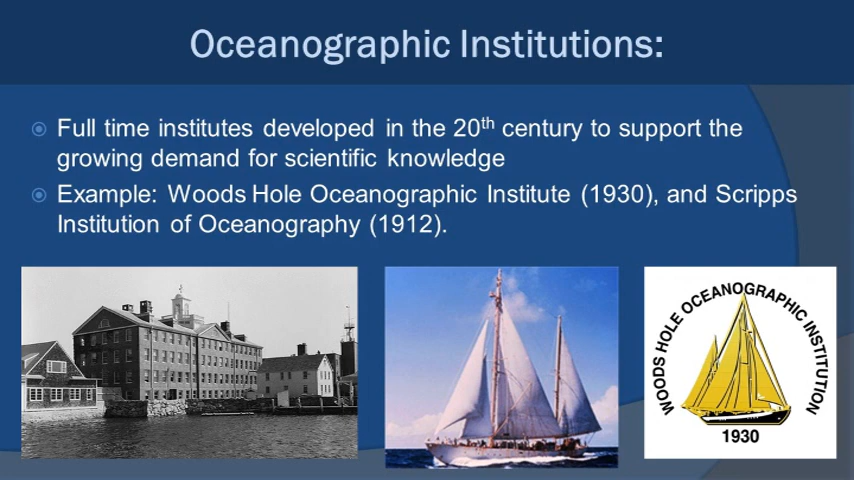 Oceanographic Institutions:
Full time institutes developed in the 20th century to support the
growing demand for scientific knowledge
Example: Woods Hole Oceanographic Institute (1930), and Scripps
Institution of Oceanography (1912).
WOODS HOLE OCEANOGRAPHIC INSTITUTION
1930